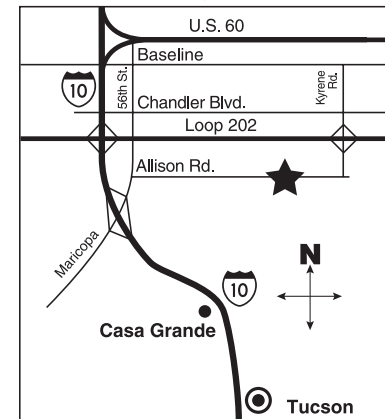 U.S. 60
Baseline
10
56th St.
Kyrene
Rd.
Chandler Blvd.
Loop 202
Allison Rd.
Maricopa
N
10
Casa Grande
Tucson